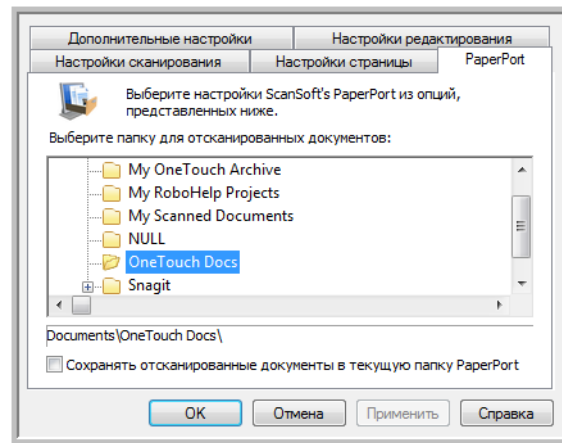 Дополнительные настройки
Настройки редактирования
Настройки сканирования
Настройки страницы
PaperPort
Выберите настройки ScanSoft's PaperPort из опций,
представленных ниже.
Выберите папку для отсканированных документов:
My OneTouch Archive
My RoboHelp Projects
My Scanned Documents
NULL
OneTouch Docs
Snagit
Documents\OneTouch Docs\
Сохранять отсканированные документы в текущую папку PaperPort
OK
Отмена
Применить
Справка